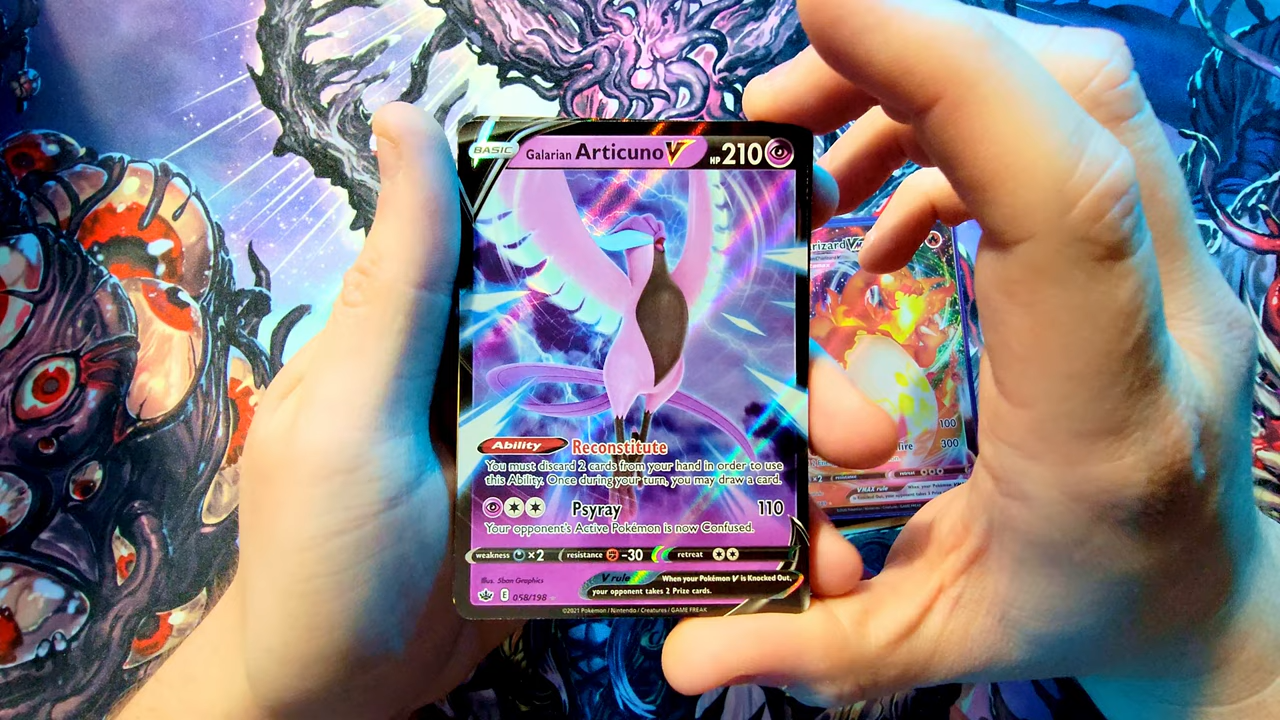 BASIC Galarian Articuno V HP 210
Ability Reconstitute
You must discard 2 cards from your hand in order to use
this Ability. Once during your turn, you may draw a card.
Psyray 110
Your opponent's Active Pokémon is now Confused.
weakness ×2 resistance -30 retreat
Illus. 5ban Graphics
V rule When your Pokémon V is Knocked Out,
your opponent takes 2 Prize cards.
E 058/198
©2021 Pokémon / Nintendo / Creatures / GAME FREAK
rizard V
100
ire 300
×2
VMAX rule